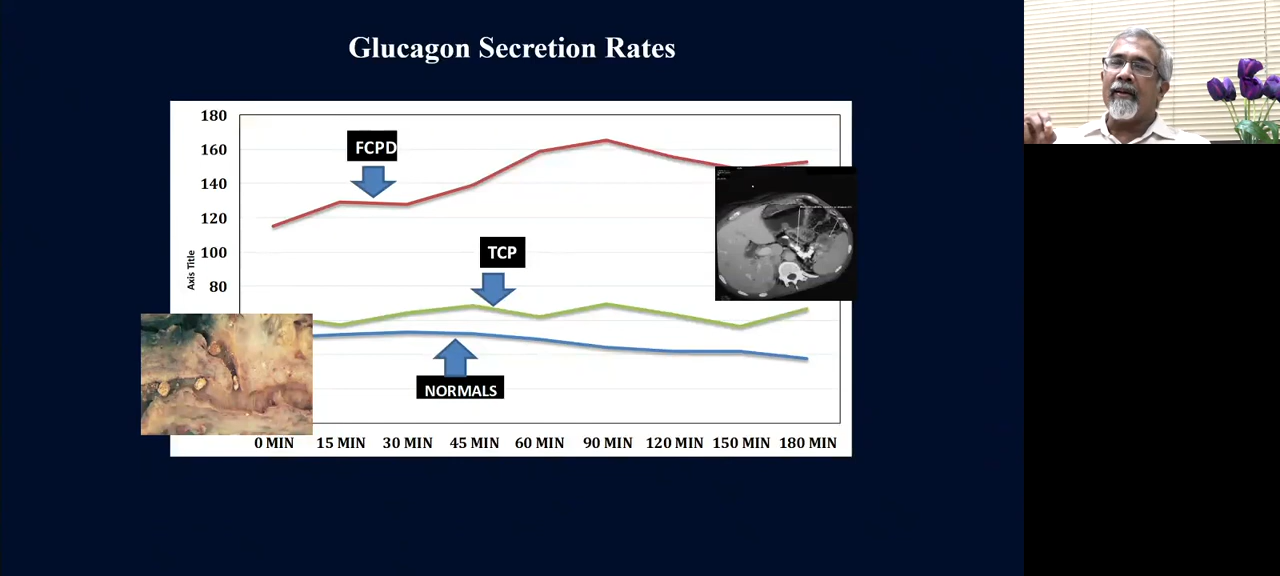 Glucagon Secretion Rates
180
160
140
120
100
80
Axis Title
FCPD
TCP
NORMALS
0 MIN 15 MIN 30 MIN 45 MIN 60 MIN 90 MIN 120 MIN 150 MIN 180 MIN